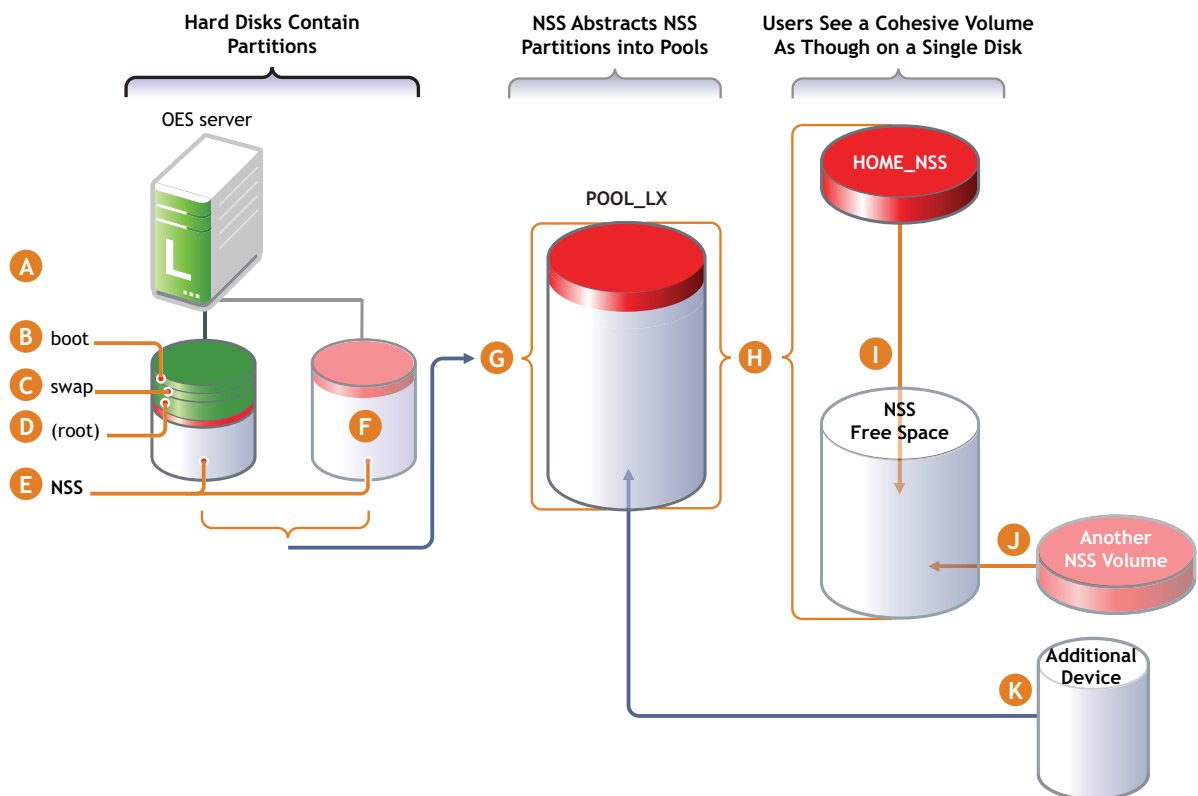 Hard Disks Contain
Partitions
NSS Abstracts NSS
Partitions into Pools
Users See a Cohesive Volume
As Though on a Single Disk
OES server
L
A
B boot
C swap
D (root)
E NSS
F
POOL_LX
G
H
HOME_NSS
I
NSS
Free Space
J
Another
NSS Volume
K
Additional
Device